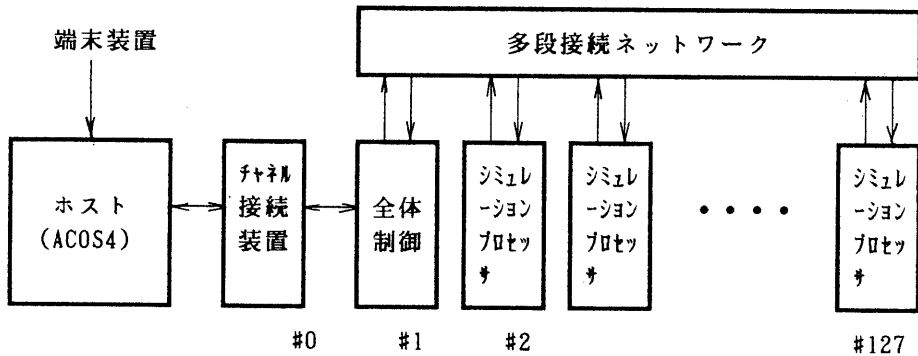 端末装置
多段接続ネットワーク
ホスト
(ACOS4)
チャネル
接続
装置
全体
制御
シミュレ
ーション
プロセッ
サ
シミュレ
ーション
プロセッ
サ
• • • •
シミュレ
ーション
プロセッ
サ
#0
#1
#2
#127